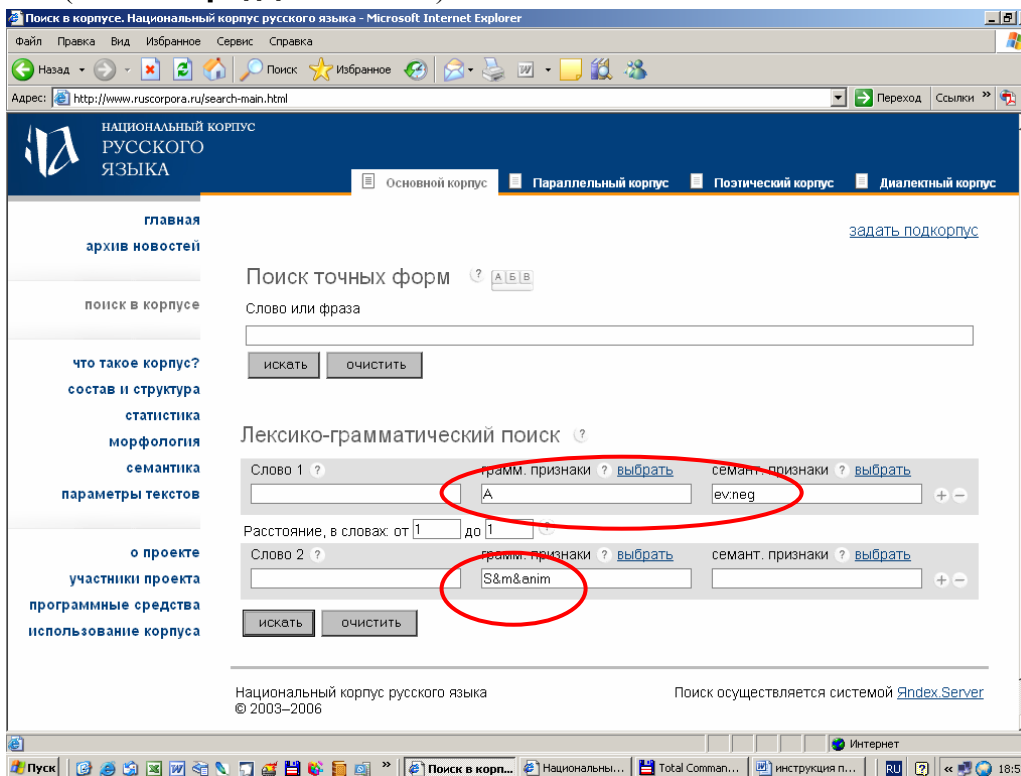 Поиск в корпусе. Национальный корпус русского языка - Microsoft Internet Explorer
Файл Правка Вид Избранное Сервис Справка
Назад Поиск Избранное
Адрес: http://www.ruscorpora.ru/search-main.html Переход Ссылки »
НАЦИОНАЛЬНЫЙ КОРПУС
РУССКОГО
ЯЗЫКА
Основной корпус Параллельный корпус Поэтический корпус Диалектный корпус
главная
архив новостей
поиск в корпусе
что такое корпус?
состав и структура
статистика
морфология
семантика
параметры текстов
о проекте
участники проекта
программные средства
использование корпуса
задать подкорпус
Поиск точных форм ? А Б В
Слово или фраза
искать очистить
Лексико-грамматический поиск ?
Слово 1 ? грамм. признаки ? выбрать семант. признаки ? выбрать
A ev:neg
Расстояние, в словах: от 1 до 1 ?
Слово 2 ? грамм. признаки ? выбрать семант. признаки ? выбрать
S&m&anim
искать очистить
Национальный корпус русского языка
© 2003–2006
Поиск осуществляется системой Яndex.Server
Интернет
Пуск » Поиск в корп... Национальны... Total Comman... инструкция п... RU ? « 18:5